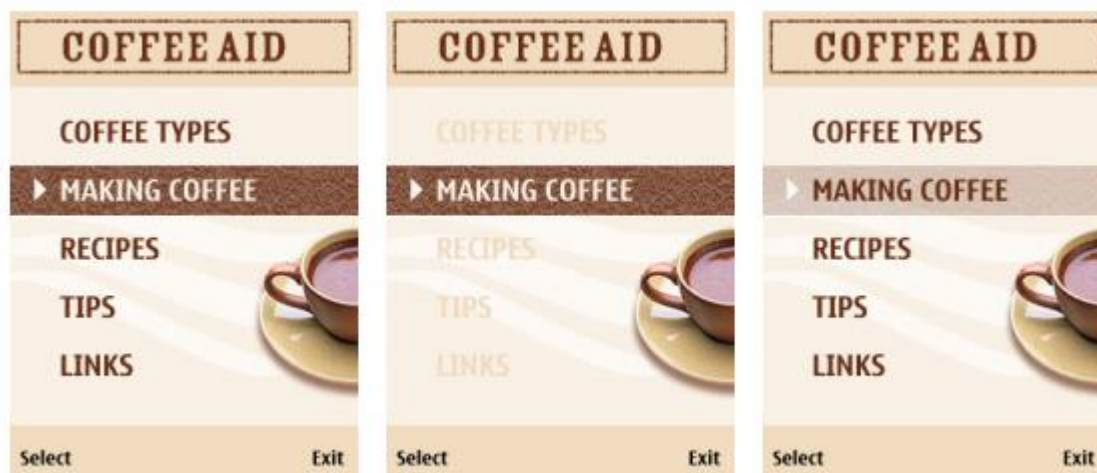 COFFEE AID
COFFEE TYPES
MAKING COFFEE
RECIPES
TIPS
LINKS
Select Exit
COFFEE AID
COFFEE TYPES
MAKING COFFEE
RECIPES
TIPS
LINKS
Select Exit
COFFEE AID
COFFEE TYPES
MAKING COFFEE
RECIPES
TIPS
LINKS
Select Exit